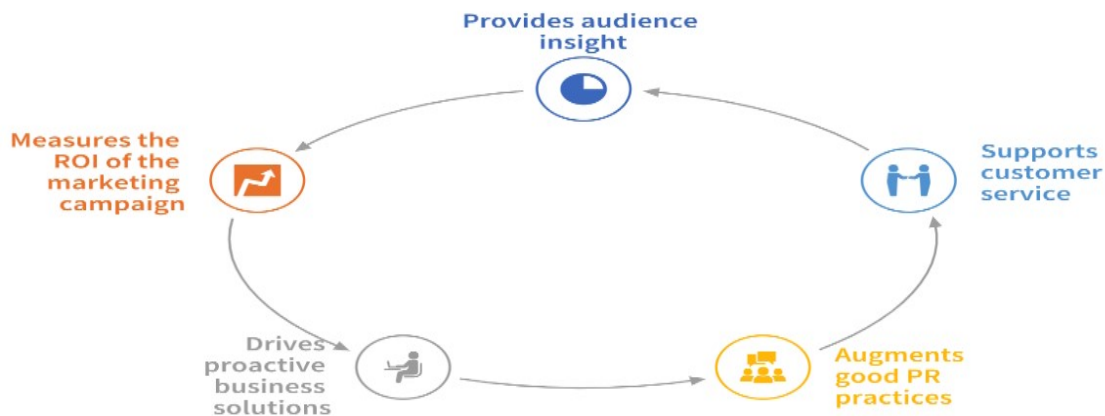 Provides audience
insight
Measures the
ROI of the
marketing
campaign
Supports
customer
service
Drives
proactive
business
solutions
Augments
good PR
practices